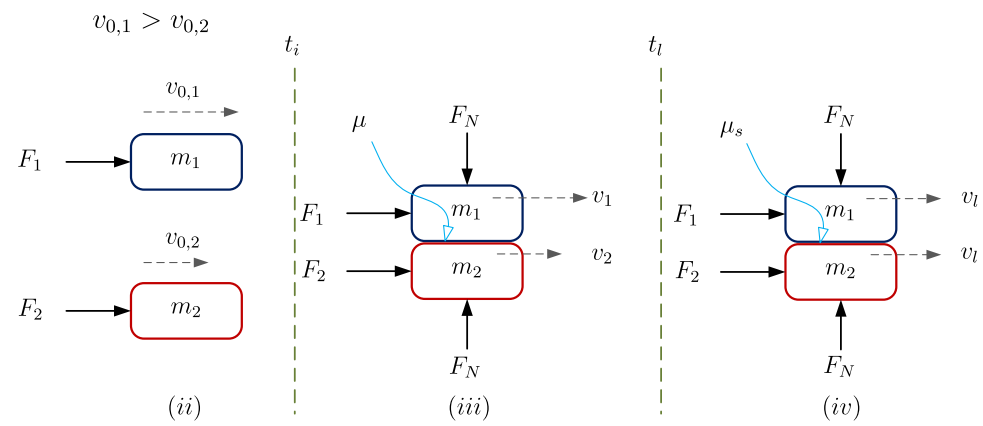 v_{0,1} > v_{0,2}
t_i
t_l
v_{0,1}
F_1
m_1
v_{0,2}
F_2
m_2
(ii)
μ
F_N
F_1
m_1
v_1
F_2
m_2
v_2
F_N
(iii)
μ_s
F_N
F_1
m_1
v_l
F_2
m_2
v_l
F_N
(iv)